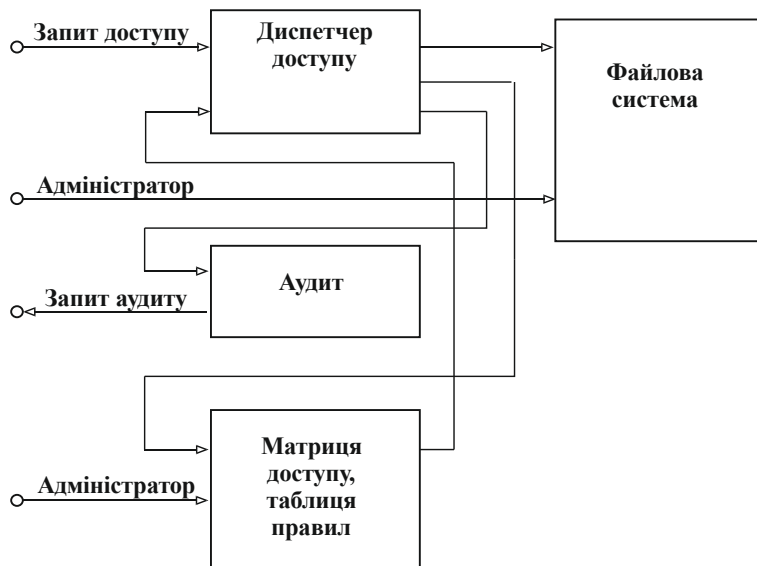 Запит доступу
Диспетчер
доступу
Файлова
система
Адміністратор
Аудит
Запит аудиту
Матриця
доступу,
таблиця
правил
Адміністратор